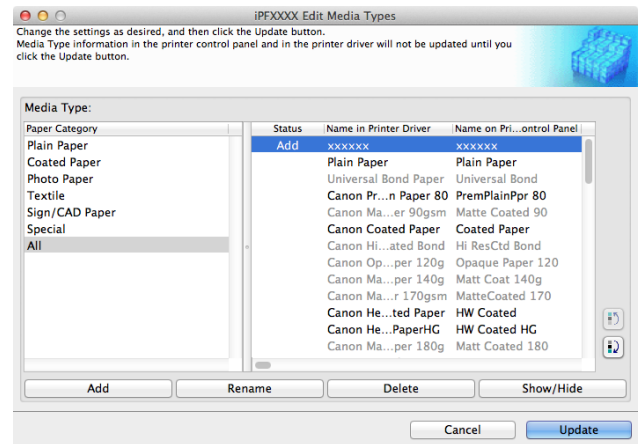 iPFXXXX Edit Media Types
Change the settings as desired, and then click the Update button.
Media Type information in the printer control panel and in the printer driver will not be updated until you
click the Update button.
Media Type:
Paper Category Status Name in Printer Driver Name on Pri...ontrol Panel
Plain Paper Add xxxxxx xxxxxx
Coated Paper Plain Paper Plain Paper
Photo Paper Universal Bond Paper Universal Bond
Textile Canon Pr...n Paper 80 PremPlainPpr 80
Sign/CAD Paper Canon Ma...er 90gsm Matte Coated 90
Special Canon Coated Paper Coated Paper
All Canon Hi...ated Bond Hi ResCtd Bond
Canon Op...per 120g Opaque Paper 120
Canon Ma...per 140g Matt Coat 140g
Canon Ma...r 170gsm MatteCoated 170
Canon He...ted Paper HW Coated
Canon He...PaperHG HW Coated HG
Canon Ma...per 180g Matt Coated 180
Add Rename Delete Show/Hide
Cancel Update